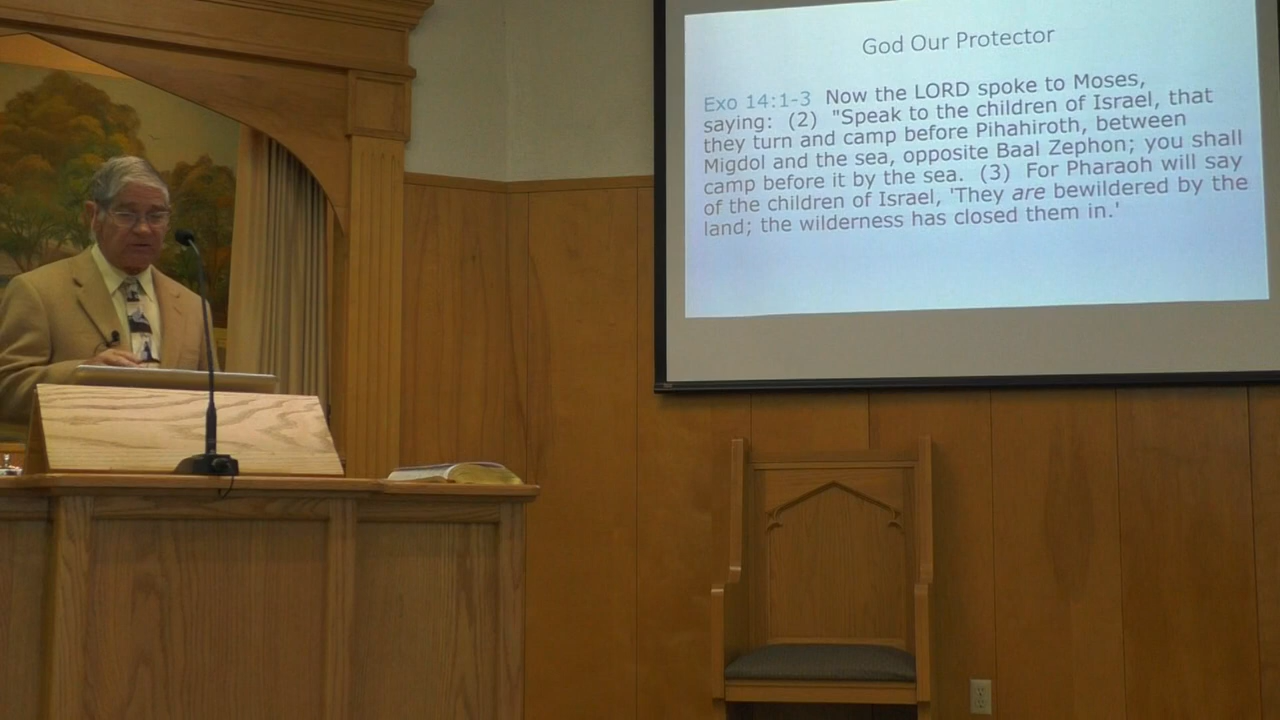 God Our Protector
Exo 14:1-3  Now the LORD spoke to Moses,
saying:  (2)  "Speak to the children of Israel, that
they turn and camp before Pihahiroth, between
Migdol and the sea, opposite Baal Zephon; you shall
camp before it by the sea.  (3)  For Pharaoh will say
of the children of Israel, 'They are bewildered by the
land; the wilderness has closed them in.'